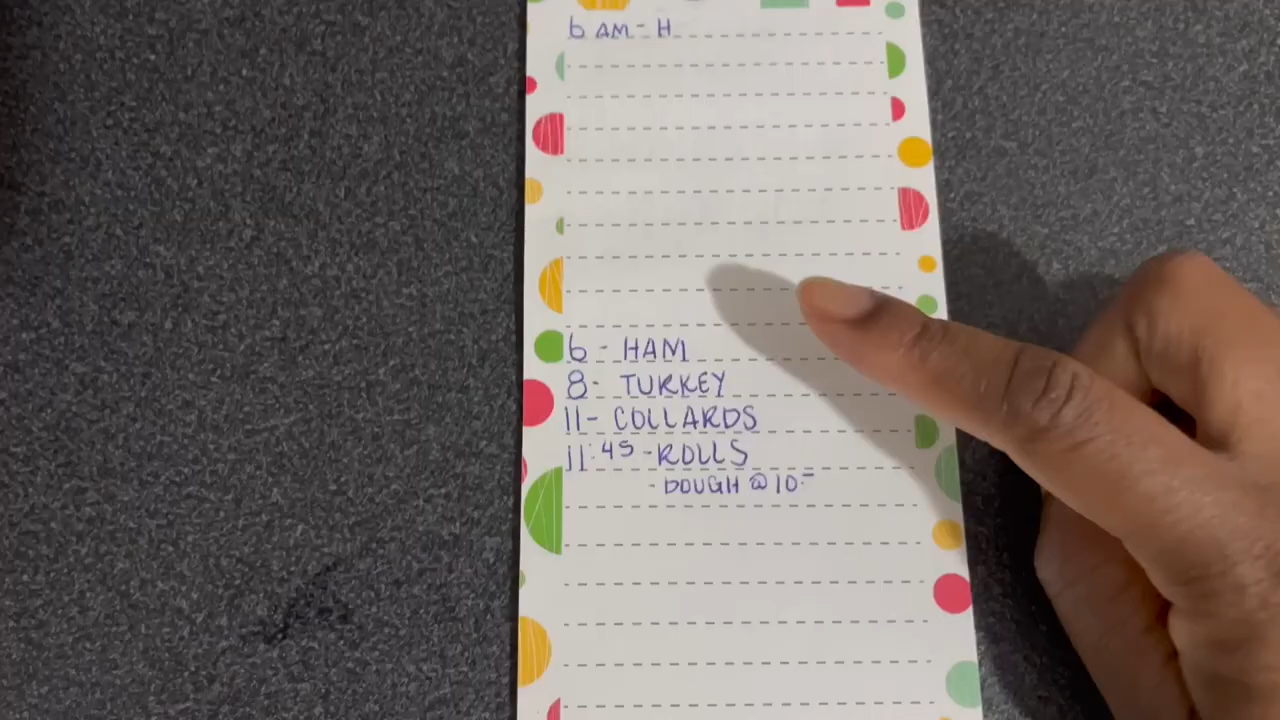 6 AM - H
6 - HAM
8- TURKEY
11- COLLARDS
11:45 -ROLLS
- DOUGH @ 10-